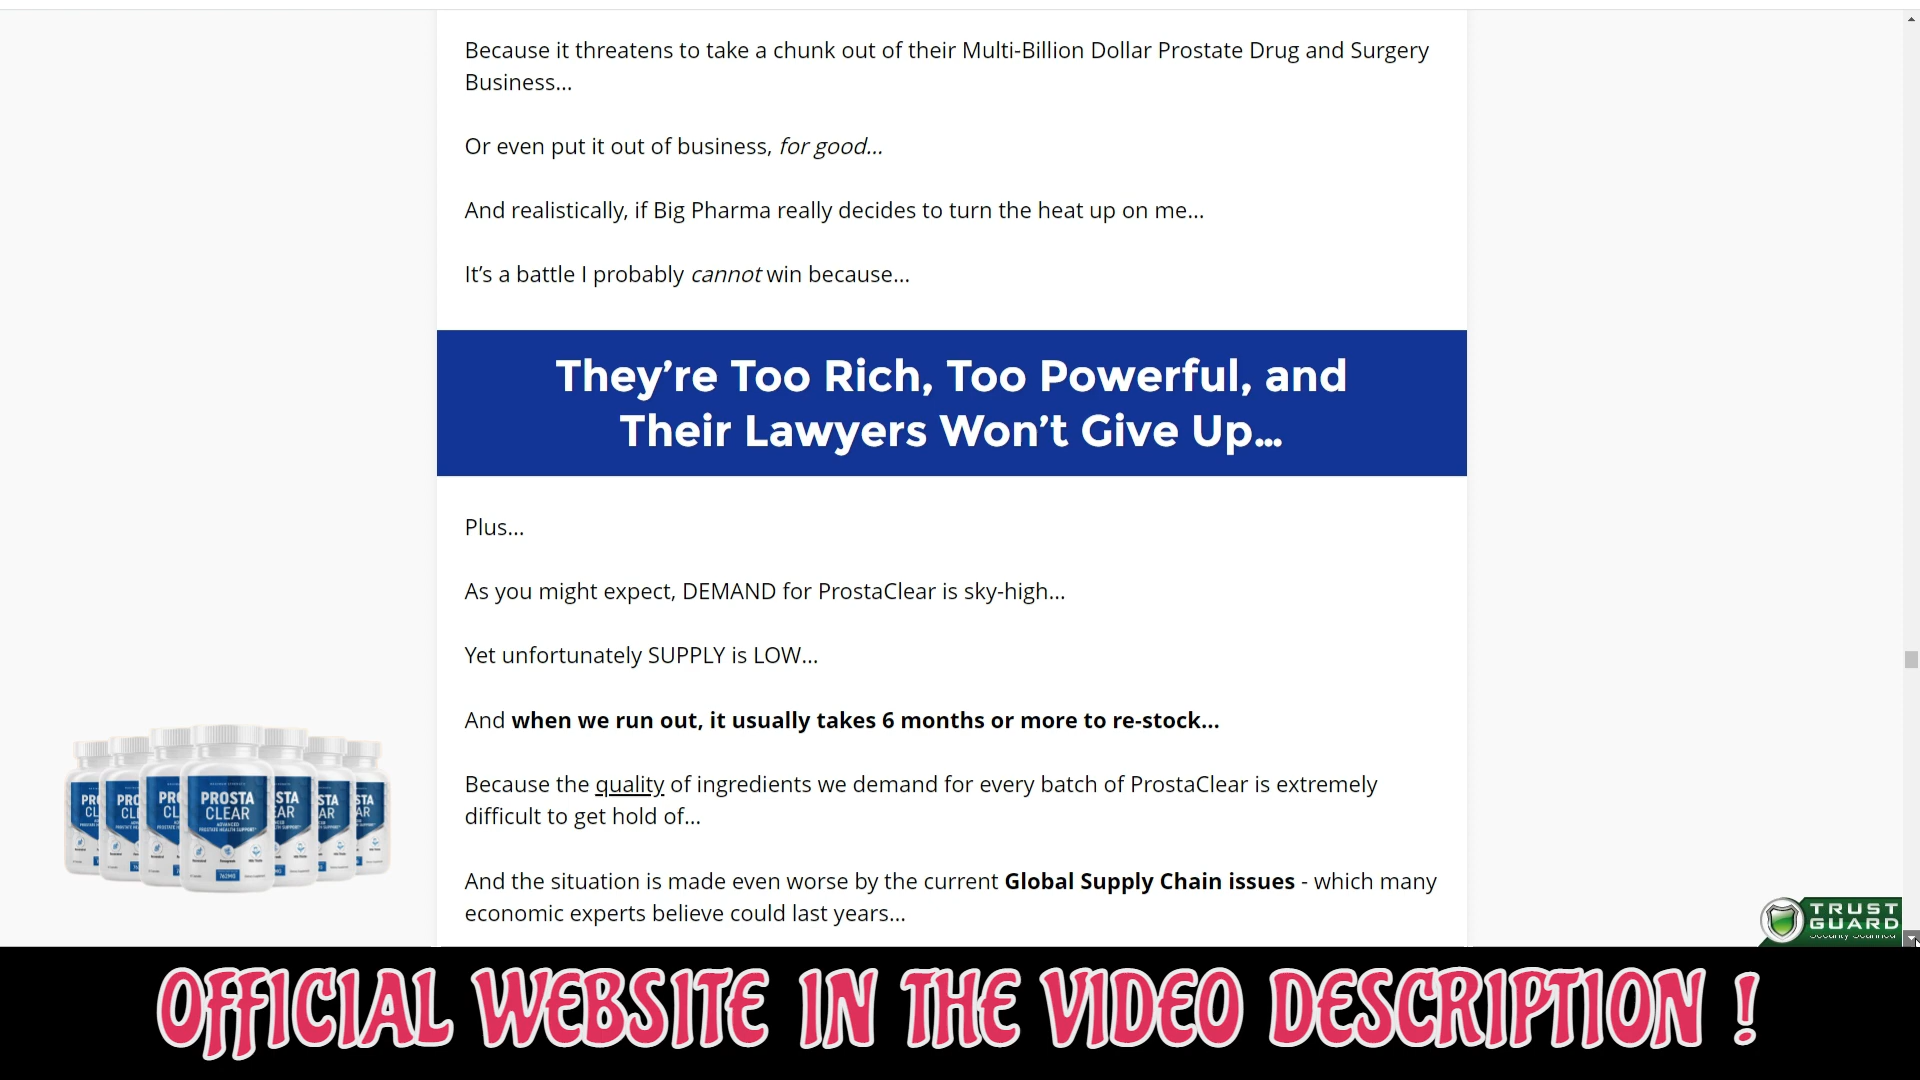 Because it threatens to take a chunk out of their Multi-Billion Dollar Prostate Drug and Surgery
Business...
Or even put it out of business, for good...
And realistically, if Big Pharma really decides to turn the heat up on me...
It’s a battle I probably cannot win because...
They’re Too Rich, Too Powerful, and
Their Lawyers Won’t Give Up...
Plus...
As you might expect, DEMAND for ProstaClear is sky-high...
Yet unfortunately SUPPLY is LOW...
And when we run out, it usually takes 6 months or more to re-stock...
Because the quality of ingredients we demand for every batch of ProstaClear is extremely
difficult to get hold of...
And the situation is made even worse by the current Global Supply Chain issues - which many
economic experts believe could last years...
PROSTA
CLEAR
ADVANCED
PROSTATE HEALTH SUPPORT
TRUST
GUARD
Security Scanned
OFFICIAL WEBSITE IN THE VIDEO DESCRIPTION !